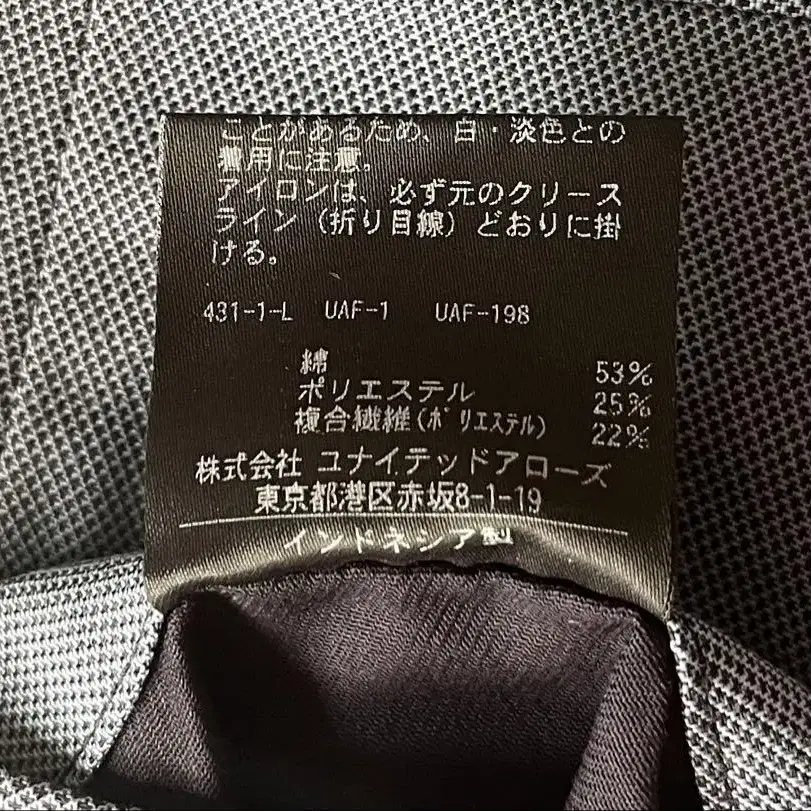 ことがあるため、白・淡色との
着用に注意。
アイロンは、必ず元のクリース
ライン（折り目線）どおりに掛
ける。
431-1-L UAF-1 UAF-198
綿 53%
ポリエステル 25%
複合繊維(ポリエステル) 22%
株式会社 ユナイテッドアローズ
東京都港区赤坂8-1-19
インドネシア製